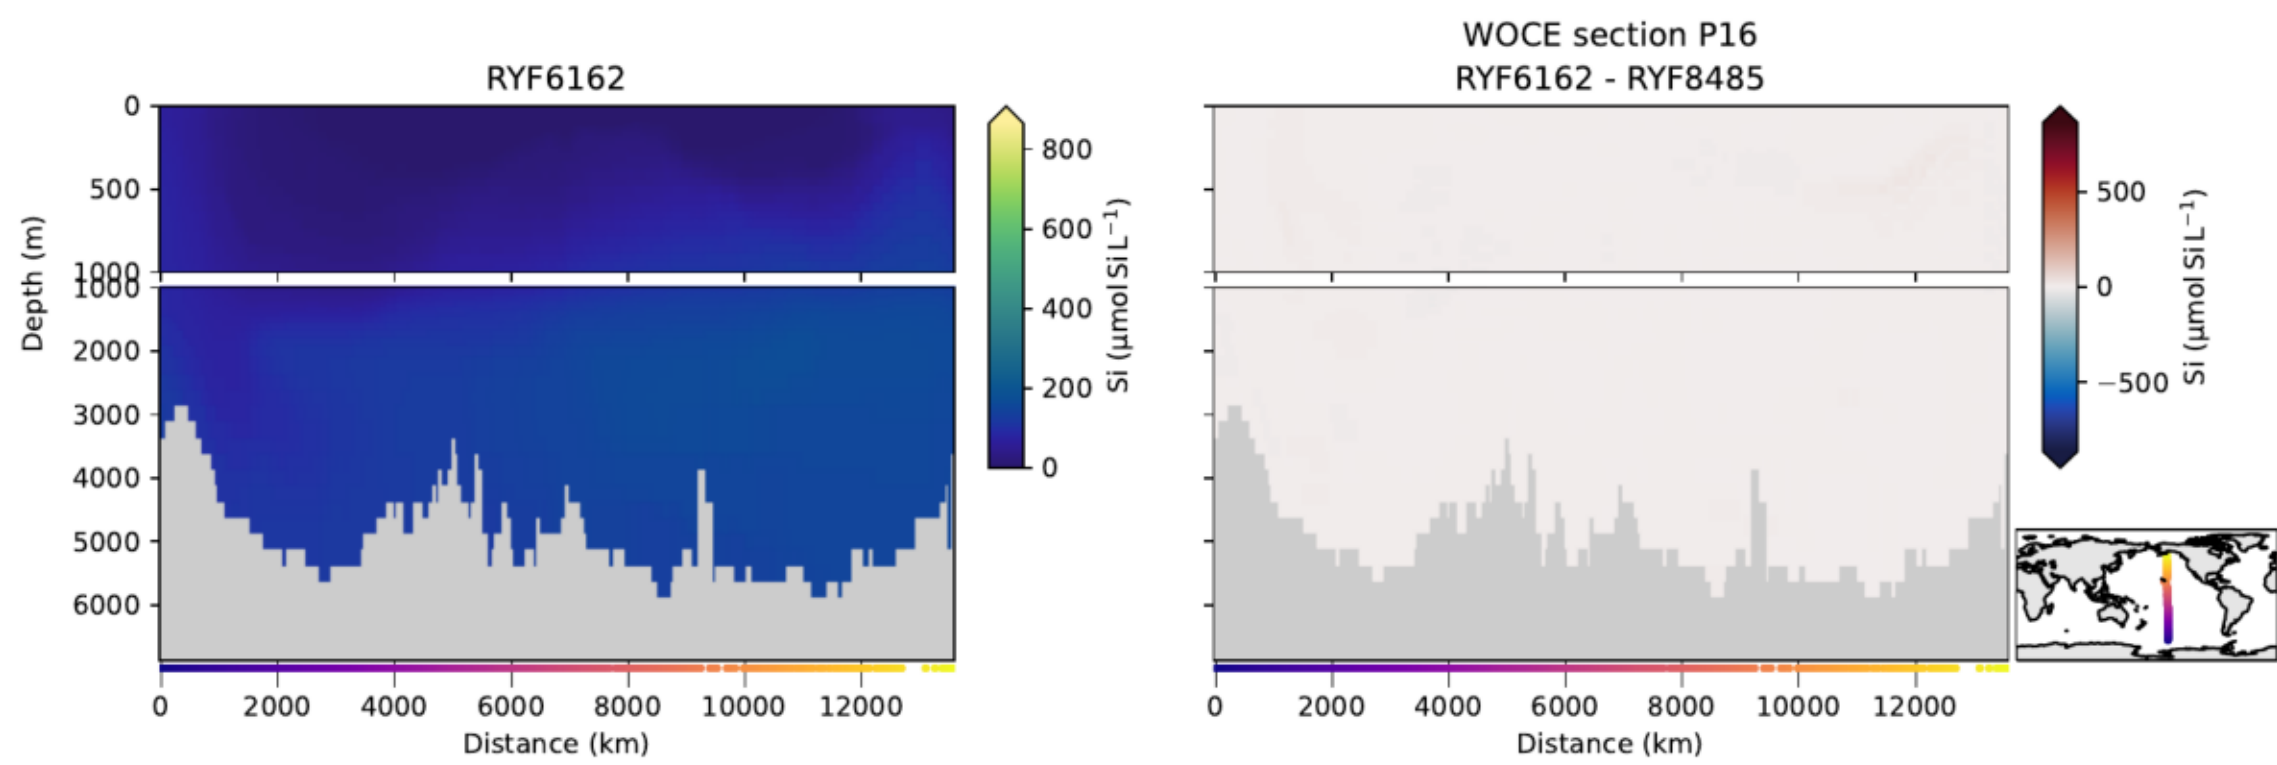 WOCE section P16
RYF6162
RYF6162 - RYF8485
0
500
1000
1000
2000
3000
4000
5000
6000
Depth (m)
0 2000 4000 6000 8000 10000 12000
Distance (km)
800
600
400
200
0
Si (µmol Si L⁻¹)
0 2000 4000 6000 8000 10000 12000
Distance (km)
500
0
−500
Si (µmol Si L⁻¹)